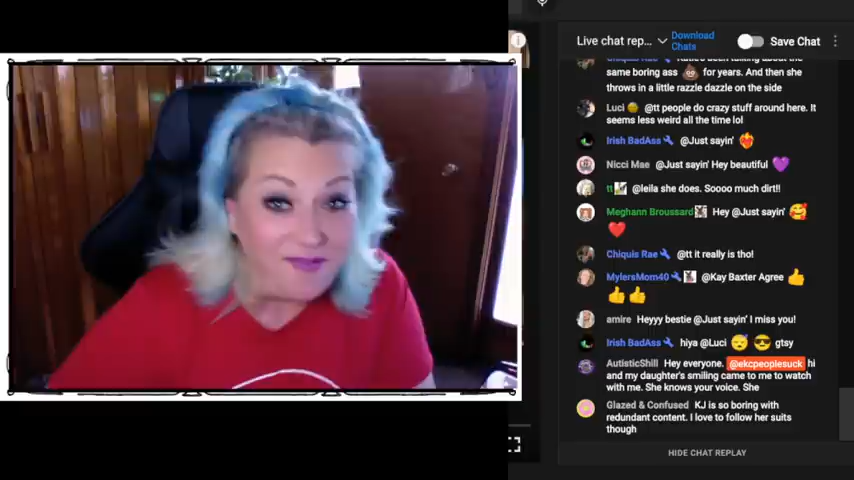 Live chat rep...
Download
Chats
Save Chat
same boring ass 💩 for years. And then she
throws in a little razzle dazzle on the side
Luci @tt people do crazy stuff around here. It
seems less weird all the time lol
Irish BadAss @Just sayin' ❤️‍🔥
Nicci Mae @Just sayin' Hey beautiful 💜
tt @leila she does. Soooo much dirt!!
Meghann Broussard Hey @Just sayin' 🥰
❤️
Chiquis Rae @tt it really is tho!
MylersMom40 @Kay Baxter Agree 👍
👍👍
amire Heyyy bestie @Just sayin' I miss you!
Irish BadAss hiya @Luci 😴 😎 gtsy
AutisticShill Hey everyone. @ekcpeoplesuck hi
and my daughter's smiling came to me to watch
with me. She knows your voice. She
Glazed & Confused KJ is so boring with
redundant content. I love to follow her suits
though
HIDE CHAT REPLAY